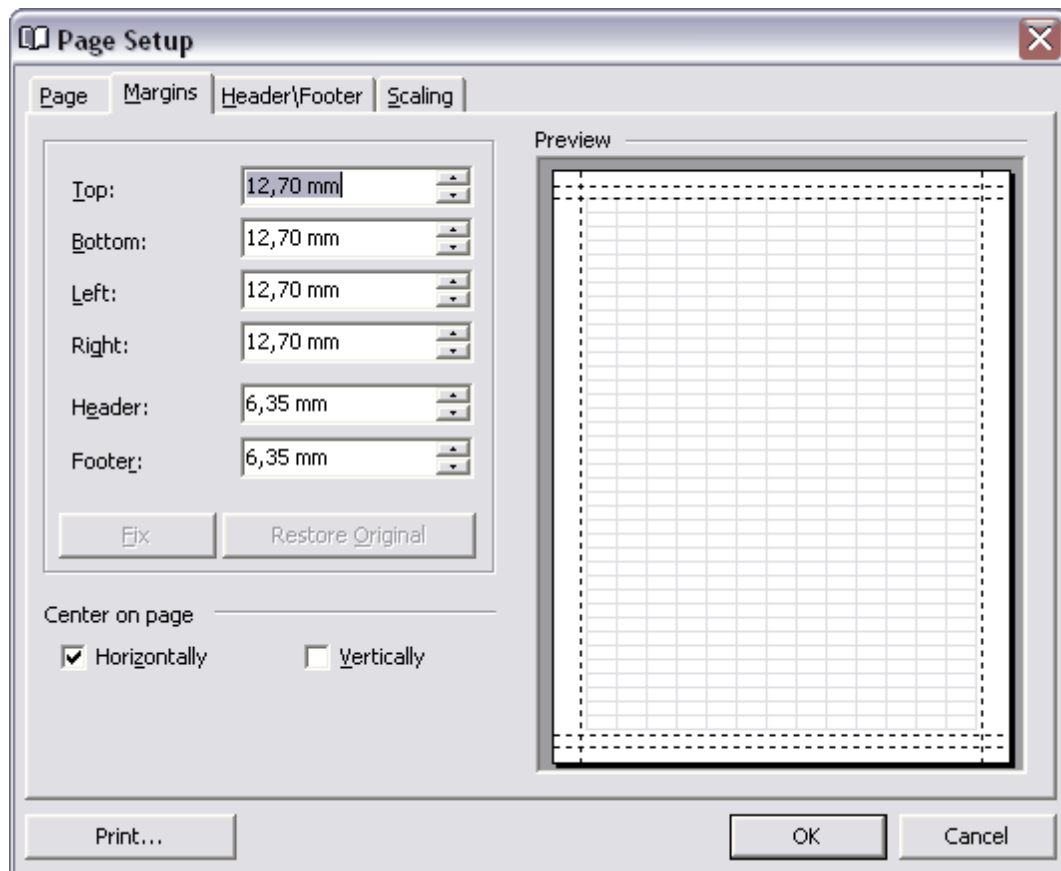 Page Setup
Page Margins Header\Footer Scaling
Preview
Top: 12,70 mm
Bottom: 12,70 mm
Left: 12,70 mm
Right: 12,70 mm
Header: 6,35 mm
Footer: 6,35 mm
Fix Restore Original
Center on page
Horizontally Vertically
Print... OK Cancel